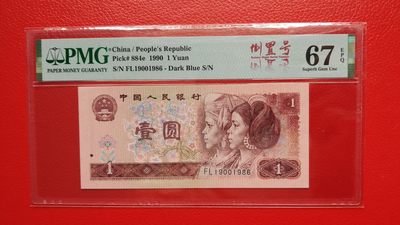 PMG
PAPER MONEY GUARANTY
China / People's Republic
Pick# 884e 1990 1 Yuan
S/N FL19001986 - Dark Blue S/N
倒置号
67
EPQ
Superb Gem Unc
中国人民银行
1
壹圆
FL19001986
1
1